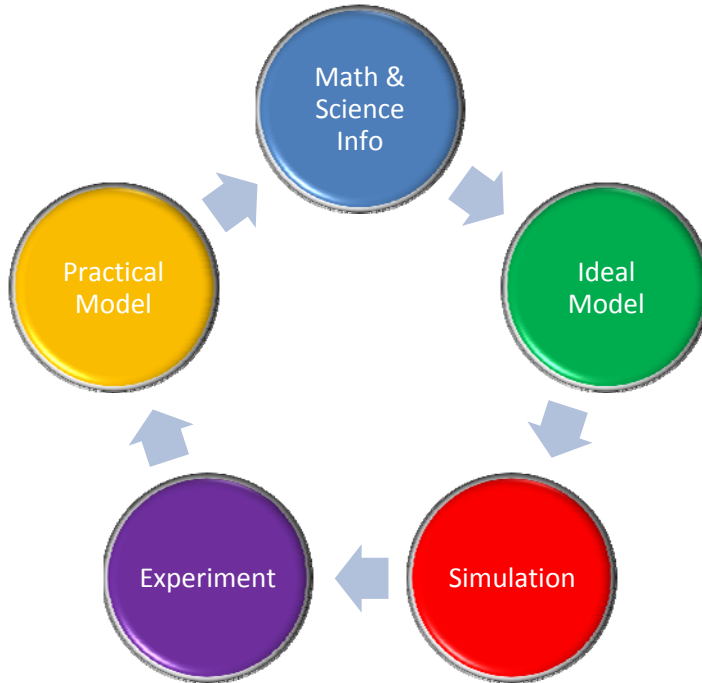 Math &
Science
Info
Ideal
Model
Simulation
Experiment
Practical
Model